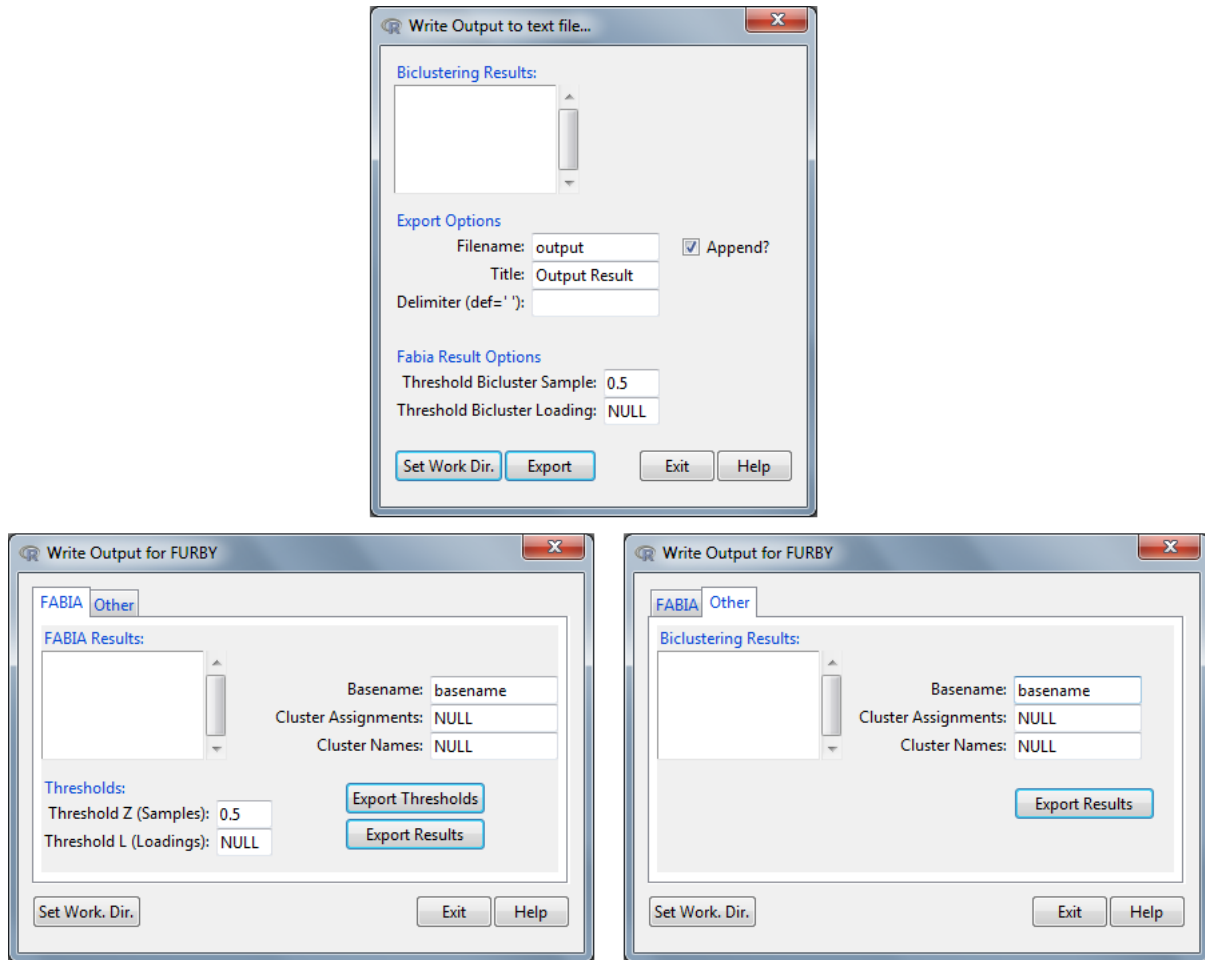 Write Output to text file...
Biclustering Results:
Export Options
Filename: output Append?
Title: Output Result
Delimiter (def=' '):
Fabia Result Options
Threshold Bicluster Sample: 0.5
Threshold Bicluster Loading: NULL
Set Work Dir. Export Exit Help
Write Output for FURBY
FABIA Other
FABIA Results:
Basename: basename
Cluster Assignments: NULL
Cluster Names: NULL
Thresholds:
Threshold Z (Samples): 0.5
Threshold L (Loadings): NULL
Export Thresholds
Export Results
Set Work. Dir. Exit Help
Write Output for FURBY
FABIA Other
Biclustering Results:
Basename: basename
Cluster Assignments: NULL
Cluster Names: NULL
Export Results
Set Work. Dir. Exit Help